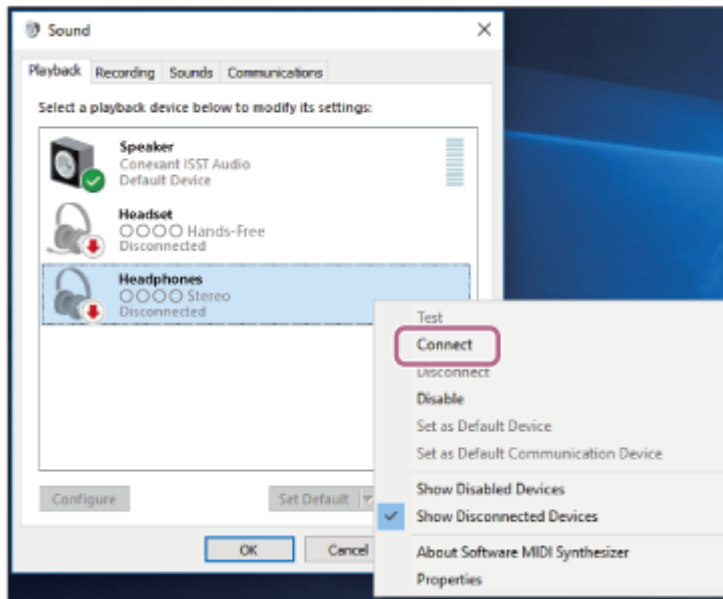 Sound
Playback Recording Sounds Communications
Select a playback device below to modify its settings:
Speaker
Conexant ISST Audio
Default Device
Headset
○○○○ Hands-Free
Disconnected
Headphones
○○○○ Stereo
Disconnected
Test
Connect
Disconnect
Disable
Set as Default Device
Set as Default Communication Device
Show Disabled Devices
Show Disconnected Devices
About Software MIDI Synthesizer
Properties
Configure
Set Default
OK
Cancel